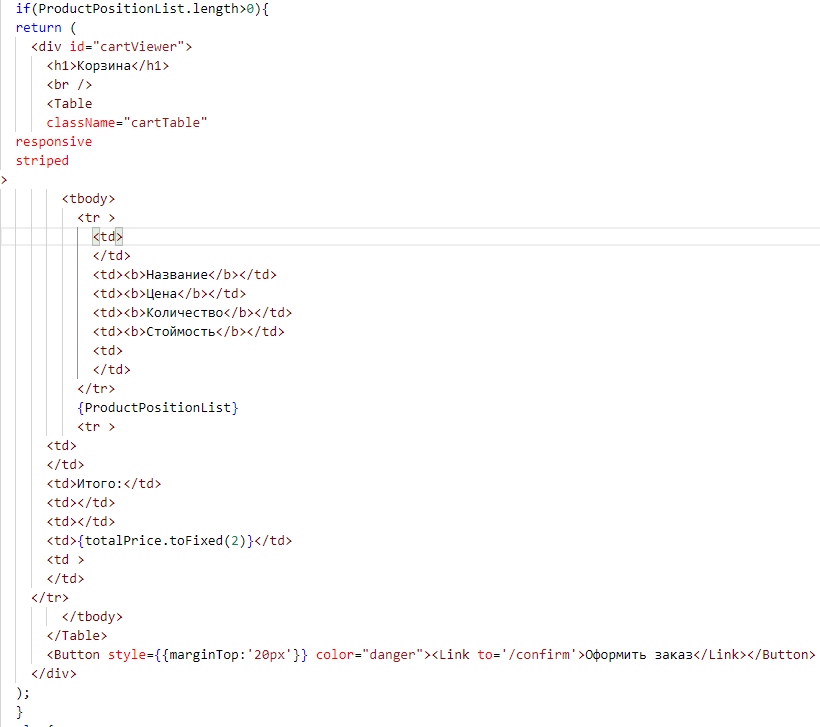 if(ProductPositionList.length>0){
return (
<div id="cartViewer">
<h1>Корзина</h1>
<br />
<Table
className="cartTable"
responsive
striped
>
<tbody>
<tr >
<td>
</td>
<td><b>Название</b></td>
<td><b>Цена</b></td>
<td><b>Количество</b></td>
<td><b>Стоймость</b></td>
<td>
</td>
</tr>
{ProductPositionList}
<tr >
<td>
</td>
<td>Итого:</td>
<td></td>
<td></td>
<td>{totalPrice.toFixed(2)}</td>
<td >
</td>
</tr>
</tbody>
</Table>
<Button style={{marginTop:'20px'}} color="danger"><Link to='/confirm'>Оформить заказ</Link></Button>
</div>
);
}